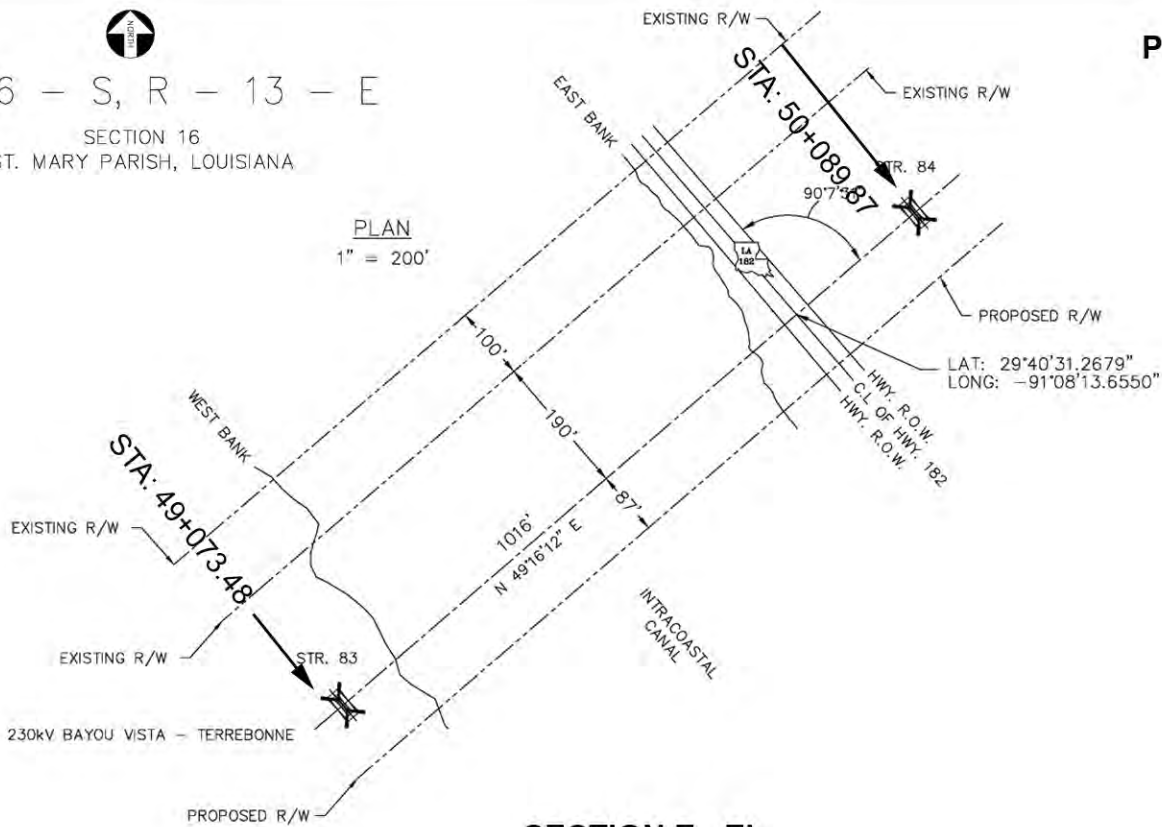 NORTH
6 - S, R - 13 - E
SECTION 16
ST. MARY PARISH, LOUISIANA
P
PLAN
1" = 200'
EXISTING R/W
EXISTING R/W
STA: 50+089.87
STR. 84
EAST BANK
LA
182
PROPOSED R/W
LAT: 29°40'31.2679"
LONG: -91°08'13.6550"
HWY. R.O.W.
C.L OF HWY. 182
HWY. R.O.W.
100'
190'
87'
WEST BANK
STA: 49+073.48
EXISTING R/W
EXISTING R/W
1016'
N 49°16'12" E
INTRACOASTAL
CANAL
STR. 83
230kV BAYOU VISTA - TERREBONNE
PROPOSED R/W